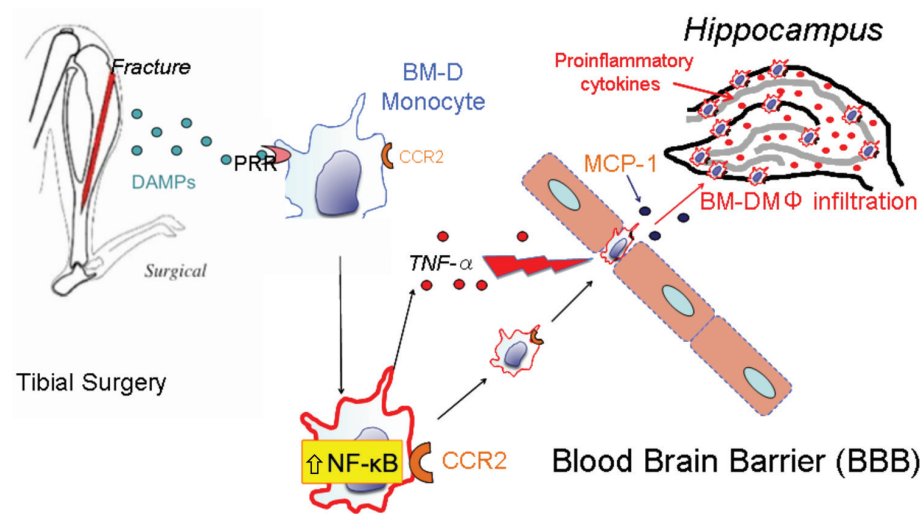 Hippocampus
Fracture
BM-D
Monocyte
Proinflammatory
cytokines
PRR
CCR2
DAMPs
MCP-1
BM-DMΦ infiltration
TNF-α
Surgical
Tibial Surgery
⇧ NF-κB
CCR2
Blood Brain Barrier (BBB)